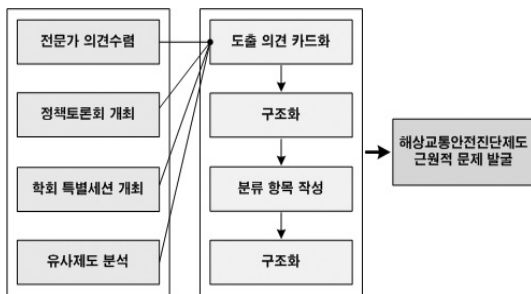 전문가 의견수렴
정책토론회 개최
학회 특별세션 개최
유사제도 분석
도출 의견 카드화
구조화
분류 항목 작성
구조화
해상교통안전진단제도
근원적 문제 발굴